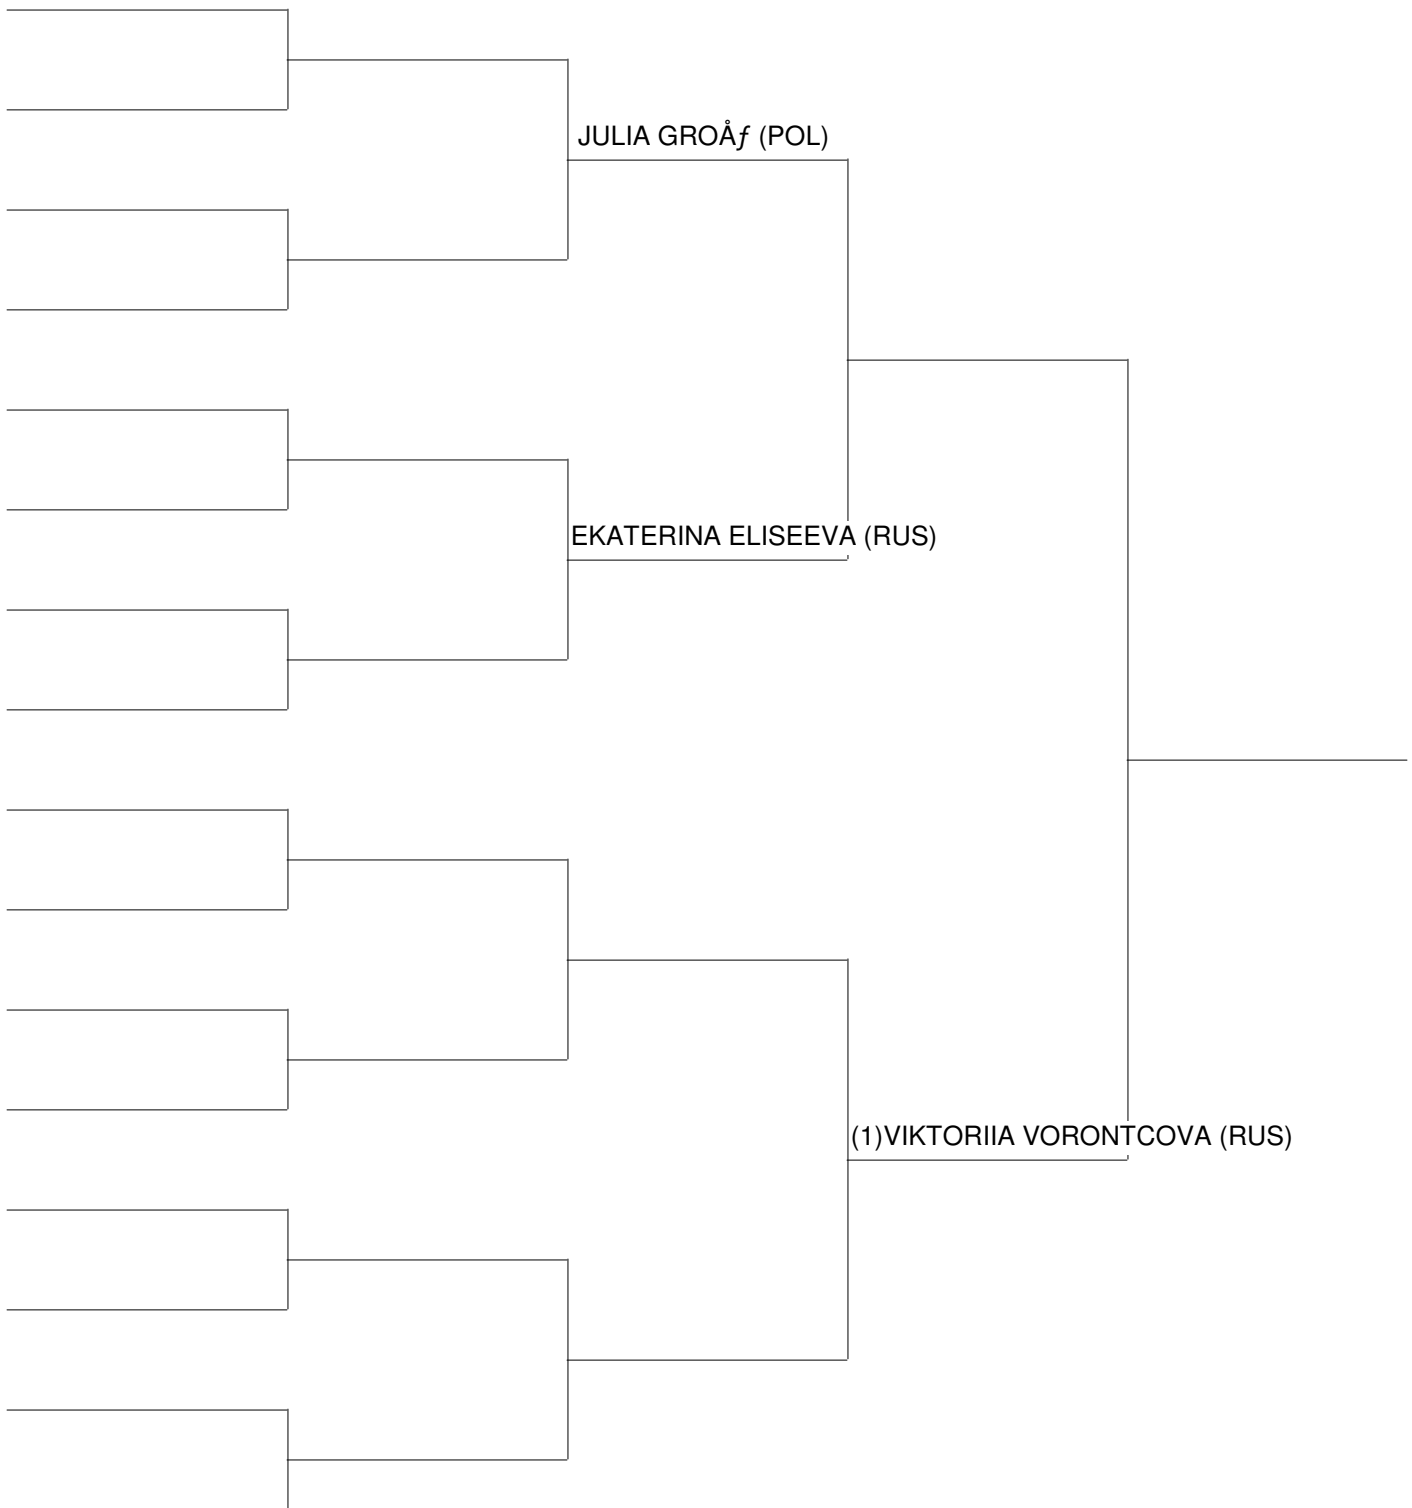 JULIA GROÅƒ (POL)
EKATERINA ELISEEVA (RUS)
(1)VIKTORIIA VORONTCOVA (RUS)